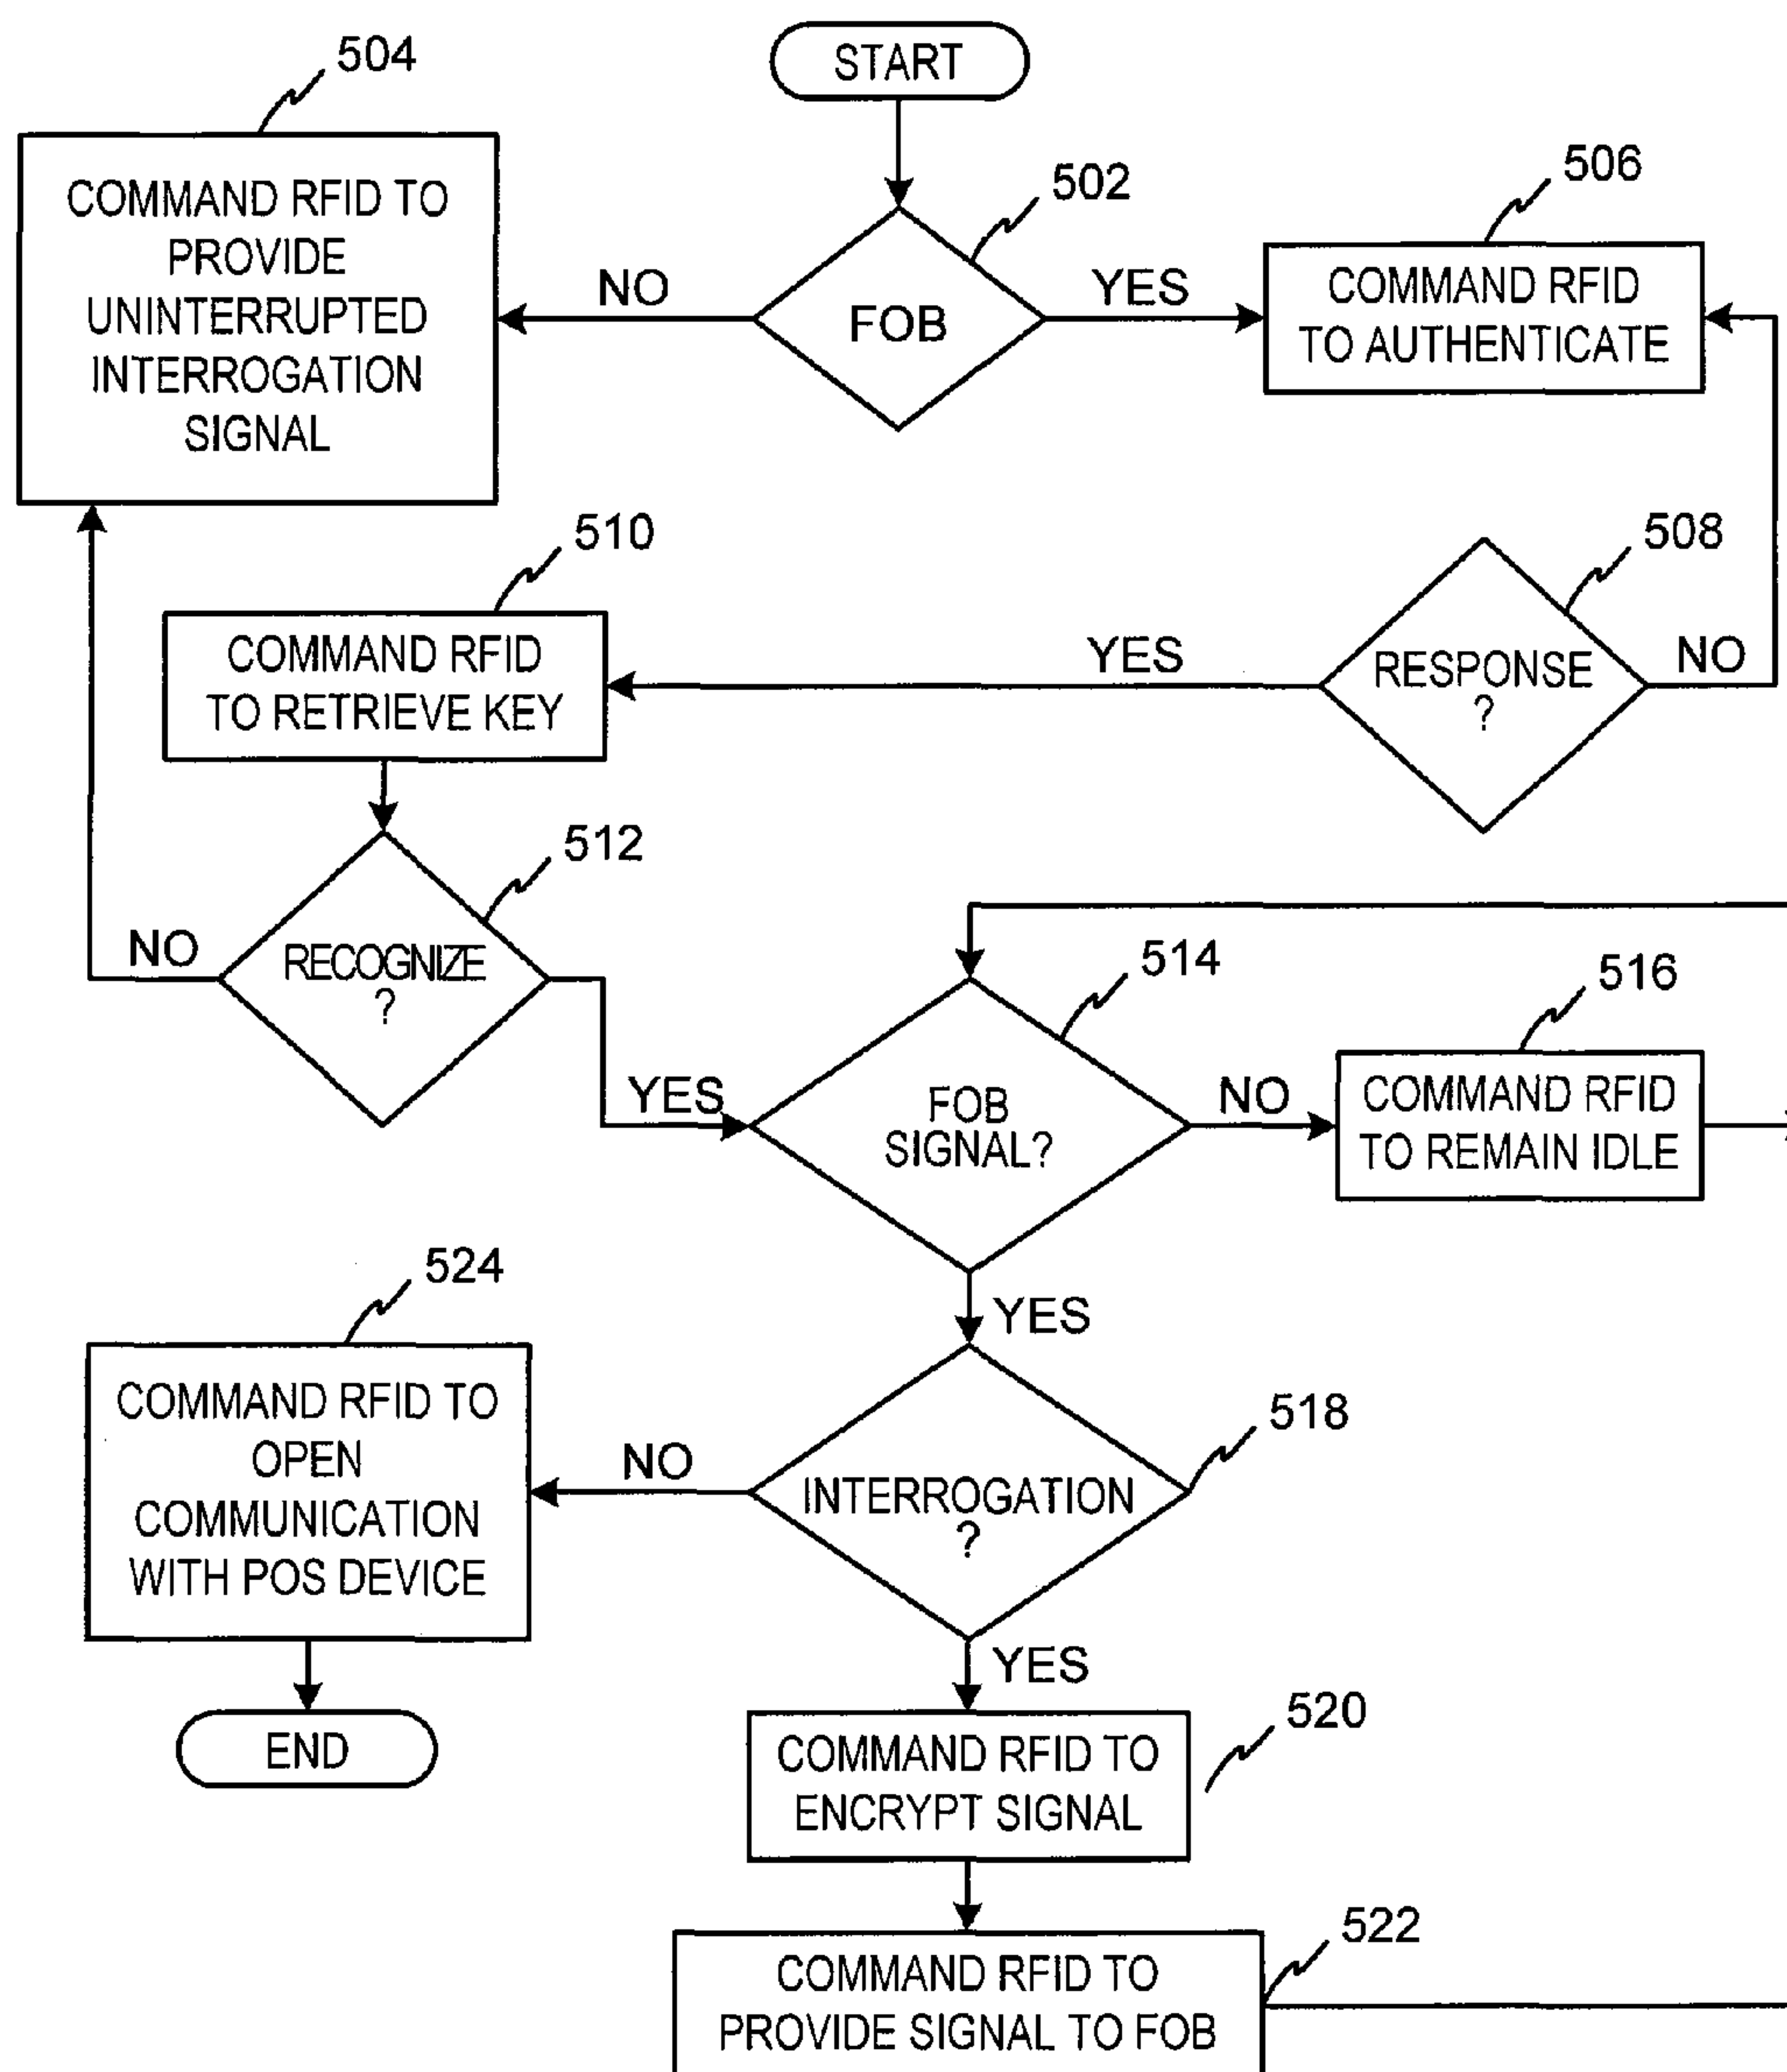 START
504
COMMAND RFID TO
PROVIDE
UNINTERRUPTED
INTERROGATION
SIGNAL
NO
502
FOB
YES
506
COMMAND RFID
TO AUTHENTICATE
510
COMMAND RFID
TO RETRIEVE KEY
YES
508
RESPONSE
?
NO
512
NO
RECOGNIZE
?
YES
514
FOB
SIGNAL?
NO
516
COMMAND RFID
TO REMAIN IDLE
YES
524
COMMAND RFID TO
OPEN
COMMUNICATION
WITH POS DEVICE
NO
518
INTERROGATION
?
YES
END
520
COMMAND RFID TO
ENCRYPT SIGNAL
522
COMMAND RFID TO
PROVIDE SIGNAL TO FOB